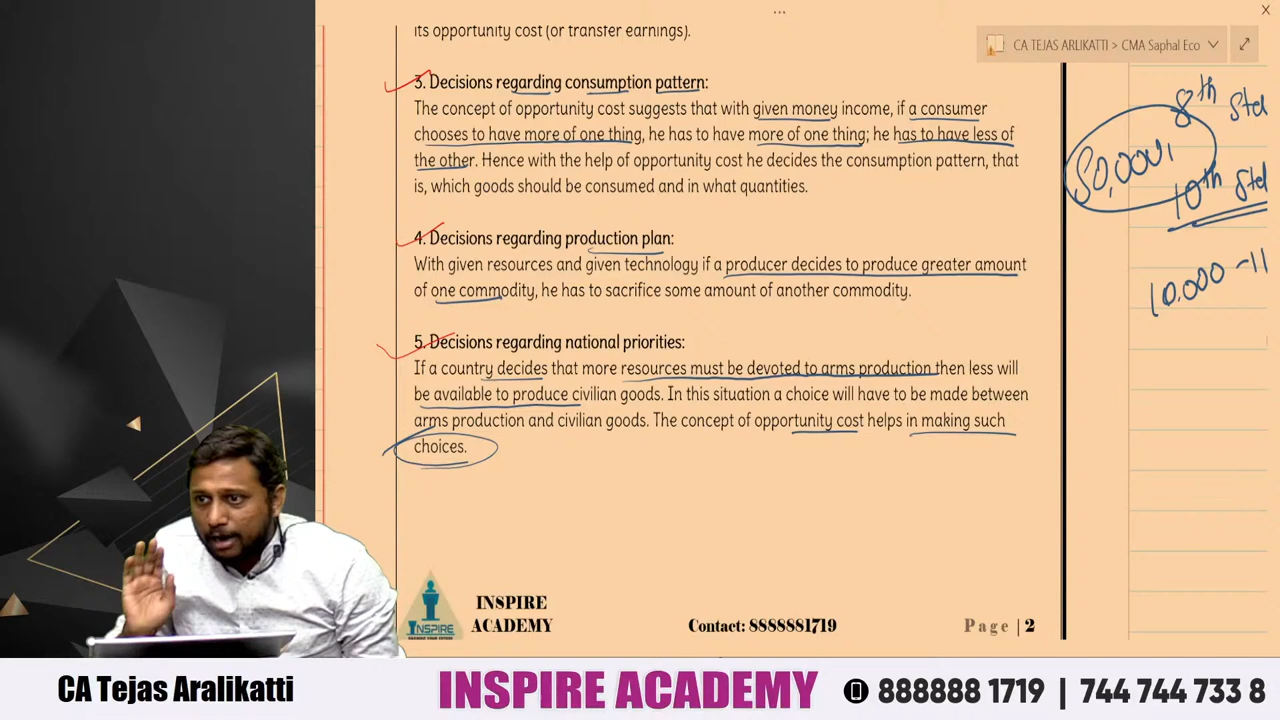 ...
x
its opportunity cost (or transfer earnings).
CA TEJAS ARLIKATTI > CMA Saphal Eco
3. Decisions regarding consumption pattern:
The concept of opportunity cost suggests that with given money income, if a consumer
chooses to have more of one thing, he has to have more of one thing; he has to have less of
the other. Hence with the help of opportunity cost he decides the consumption pattern, that
is, which goods should be consumed and in what quantities.
4. Decisions regarding production plan:
With given resources and given technology if a producer decides to produce greater amount
of one commodity, he has to sacrifice some amount of another commodity.
5. Decisions regarding national priorities:
If a country decides that more resources must be devoted to arms production then less will
be available to produce civilian goods. In this situation a choice will have to be made between
arms production and civilian goods. The concept of opportunity cost helps in making such
choices.
8th Std
50,000/,
10th Std
10,000 - 11
INSPIRE
INSPIRE
ACADEMY
Contact: 8888881719
Page | 2
CA Tejas Aralikatti
INSPIRE ACADEMY
888888 1719 | 744 744 733 8